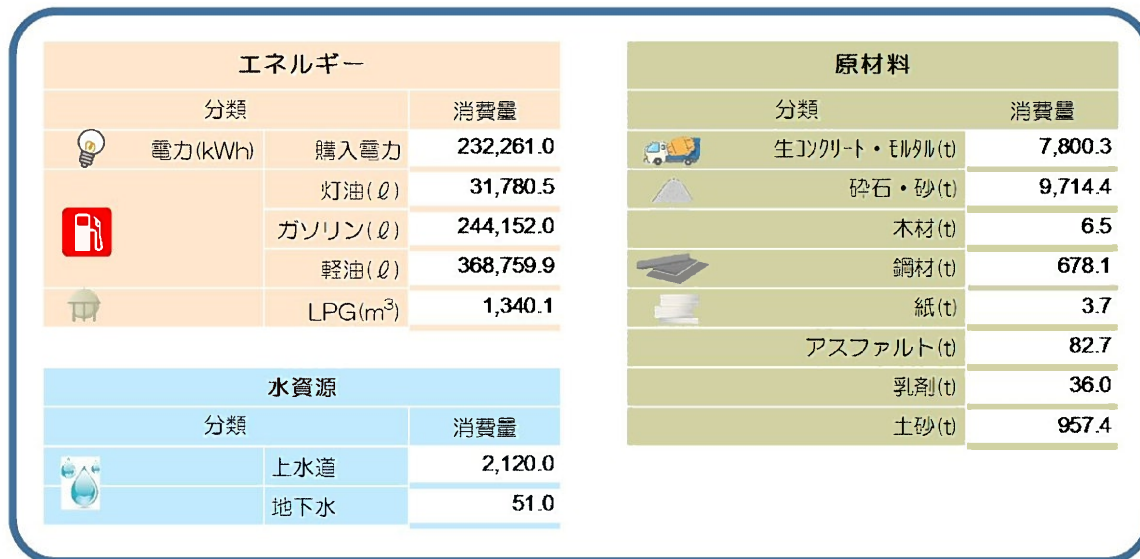 エネルギー
分類 消費量
電力(kWh) 購入電力 232,261.0
灯油(ℓ) 31,780.5
ガソリン(ℓ) 244,152.0
軽油(ℓ) 368,759.9
LPG(m³) 1,340.1
水資源
分類 消費量
上水道 2,120.0
地下水 51.0
原材料
分類 消費量
生コンクリート・モルタル(t) 7,800.3
砕石・砂(t) 9,714.4
木材(t) 6.5
鋼材(t) 678.1
紙(t) 3.7
アスファルト(t) 82.7
乳剤(t) 36.0
土砂(t) 957.4